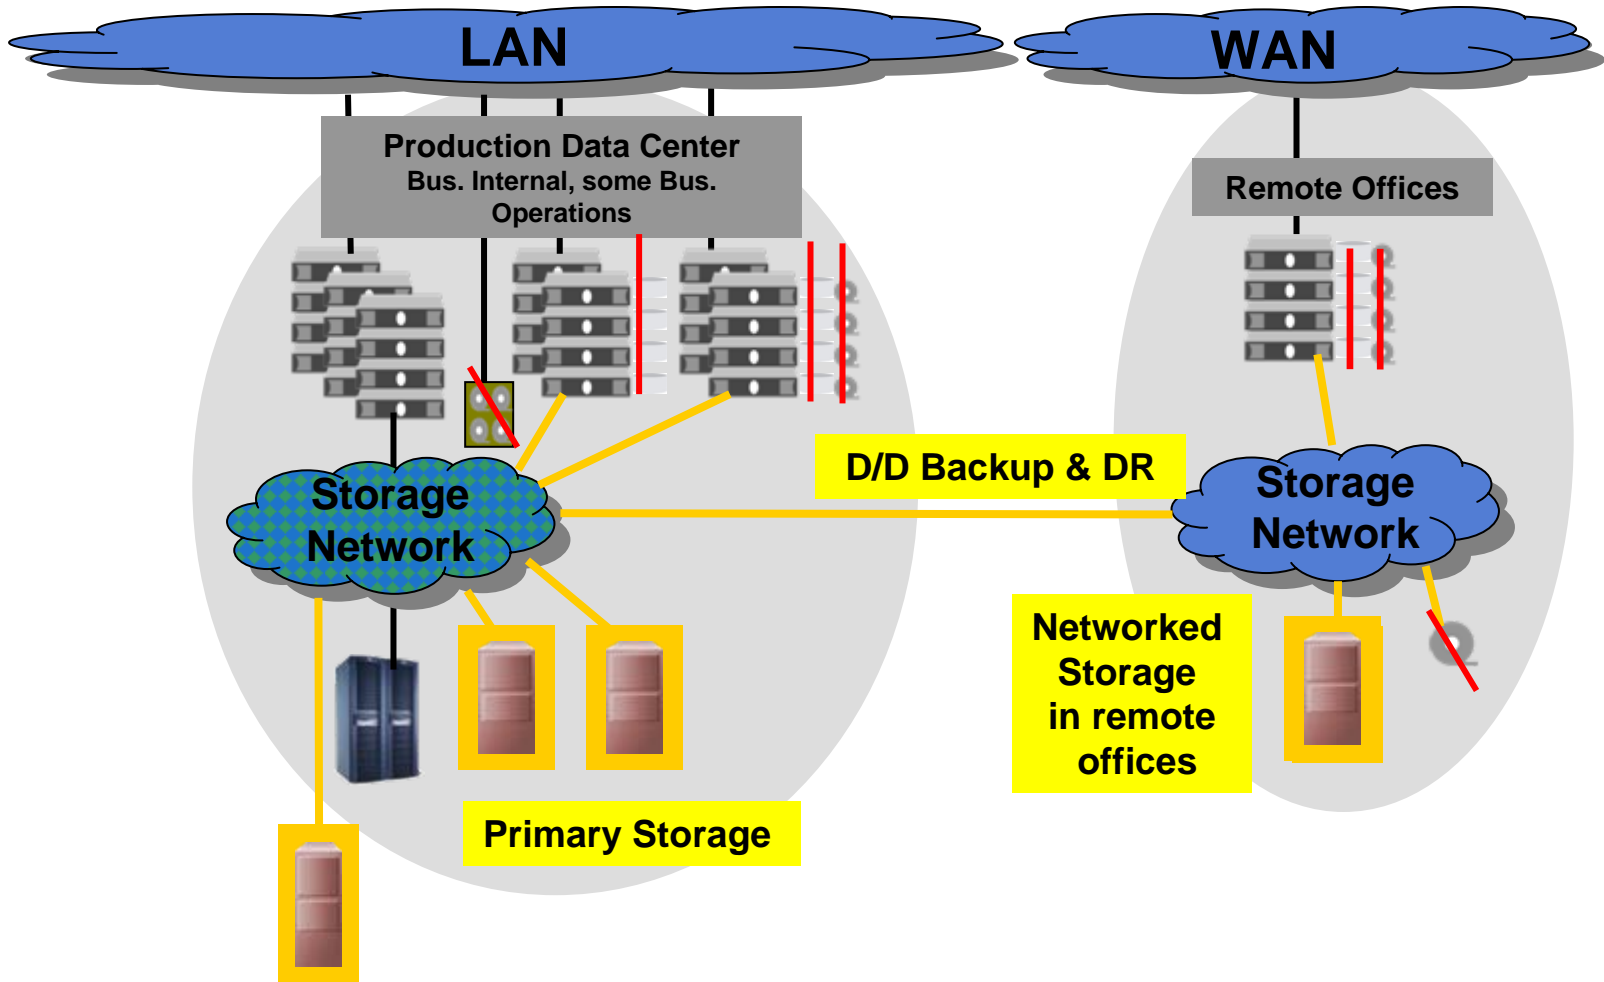 LAN
WAN
Production Data Center
Bus. Internal, some Bus.
Operations
Remote Offices
D/D Backup & DR
Storage
Network
Storage
Network
Networked
Storage
in remote
offices
Primary Storage